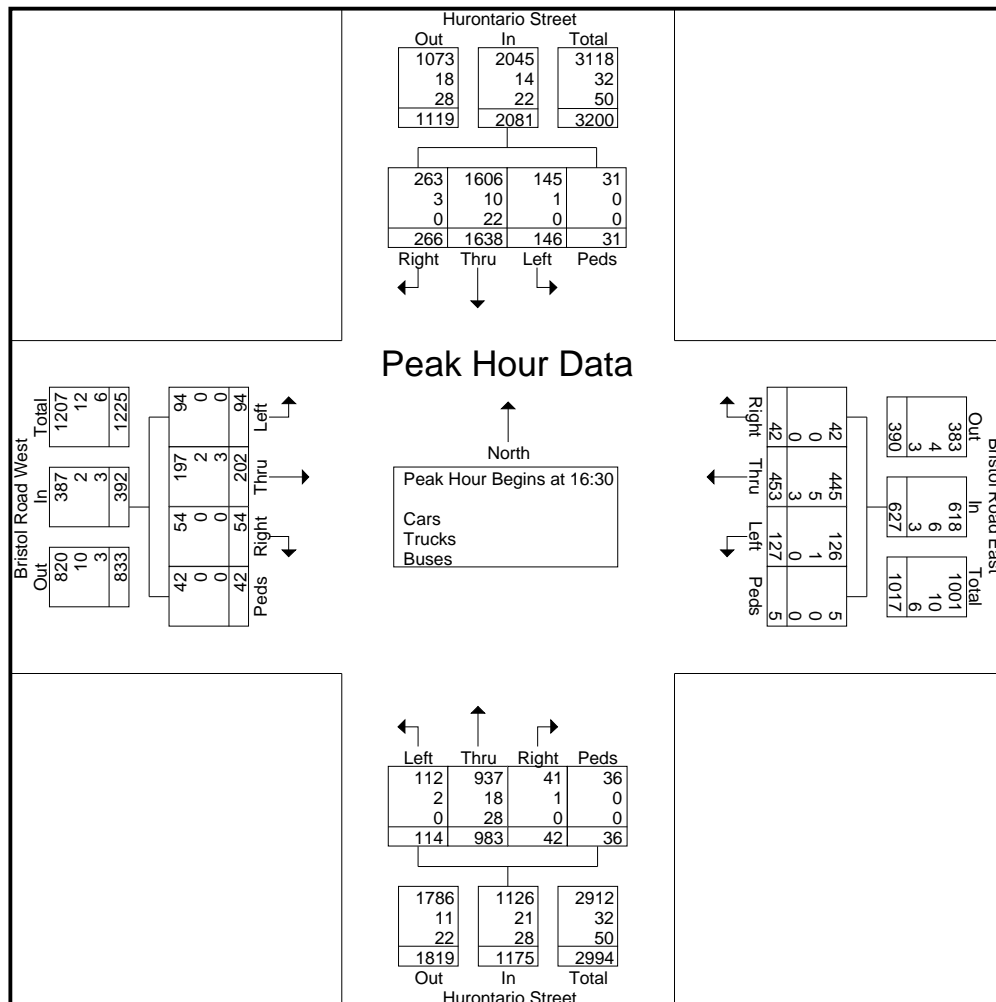 Hurontario Street
Out In Total
1073 2045 3118
18 14 32
28 22 50
1119 2081 3200
263 1606 145 31
3 10 1 0
0 22 0 0
266 1638 146 31
Right Thru Left Peds
Peak Hour Data
North
Peak Hour Begins at 16:30
Cars
Trucks
Buses
Bristol Road West
Out In Total
820 387 1207
10 2 12
3 3 6
833 392 1225
42 54 197 94
0 0 2 0
0 0 3 0
42 54 202 94
Peds Right Thru Left
Bristol Road East
Out In Total
383 618 1001
4 6 10
3 3 6
390 627 1017
42 445 126 5
0 5 1 0
0 3 0 0
42 453 127 5
Right Thru Left Peds
Left Thru Right Peds
112 937 41 36
2 18 1 0
0 28 0 0
114 983 42 36
1786 1126 2912
11 21 32
22 28 50
1819 1175 2994
Out In Total
Hurontario Street